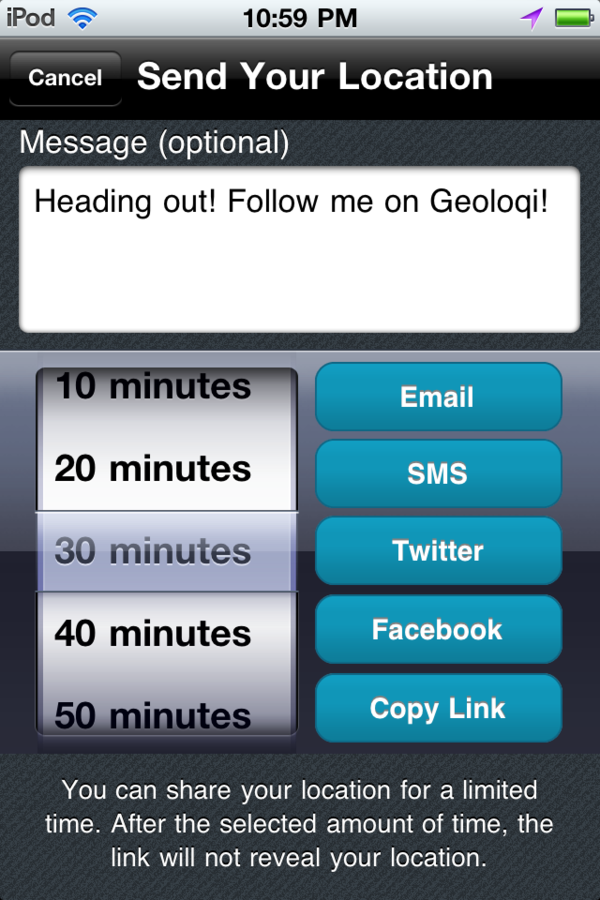 iPod 10:59 PM
Cancel Send Your Location
Message (optional)
Heading out! Follow me on Geoloqi!
10 minutes
20 minutes
30 minutes
40 minutes
50 minutes
Email
SMS
Twitter
Facebook
Copy Link
You can share your location for a limited
time. After the selected amount of time, the
link will not reveal your location.